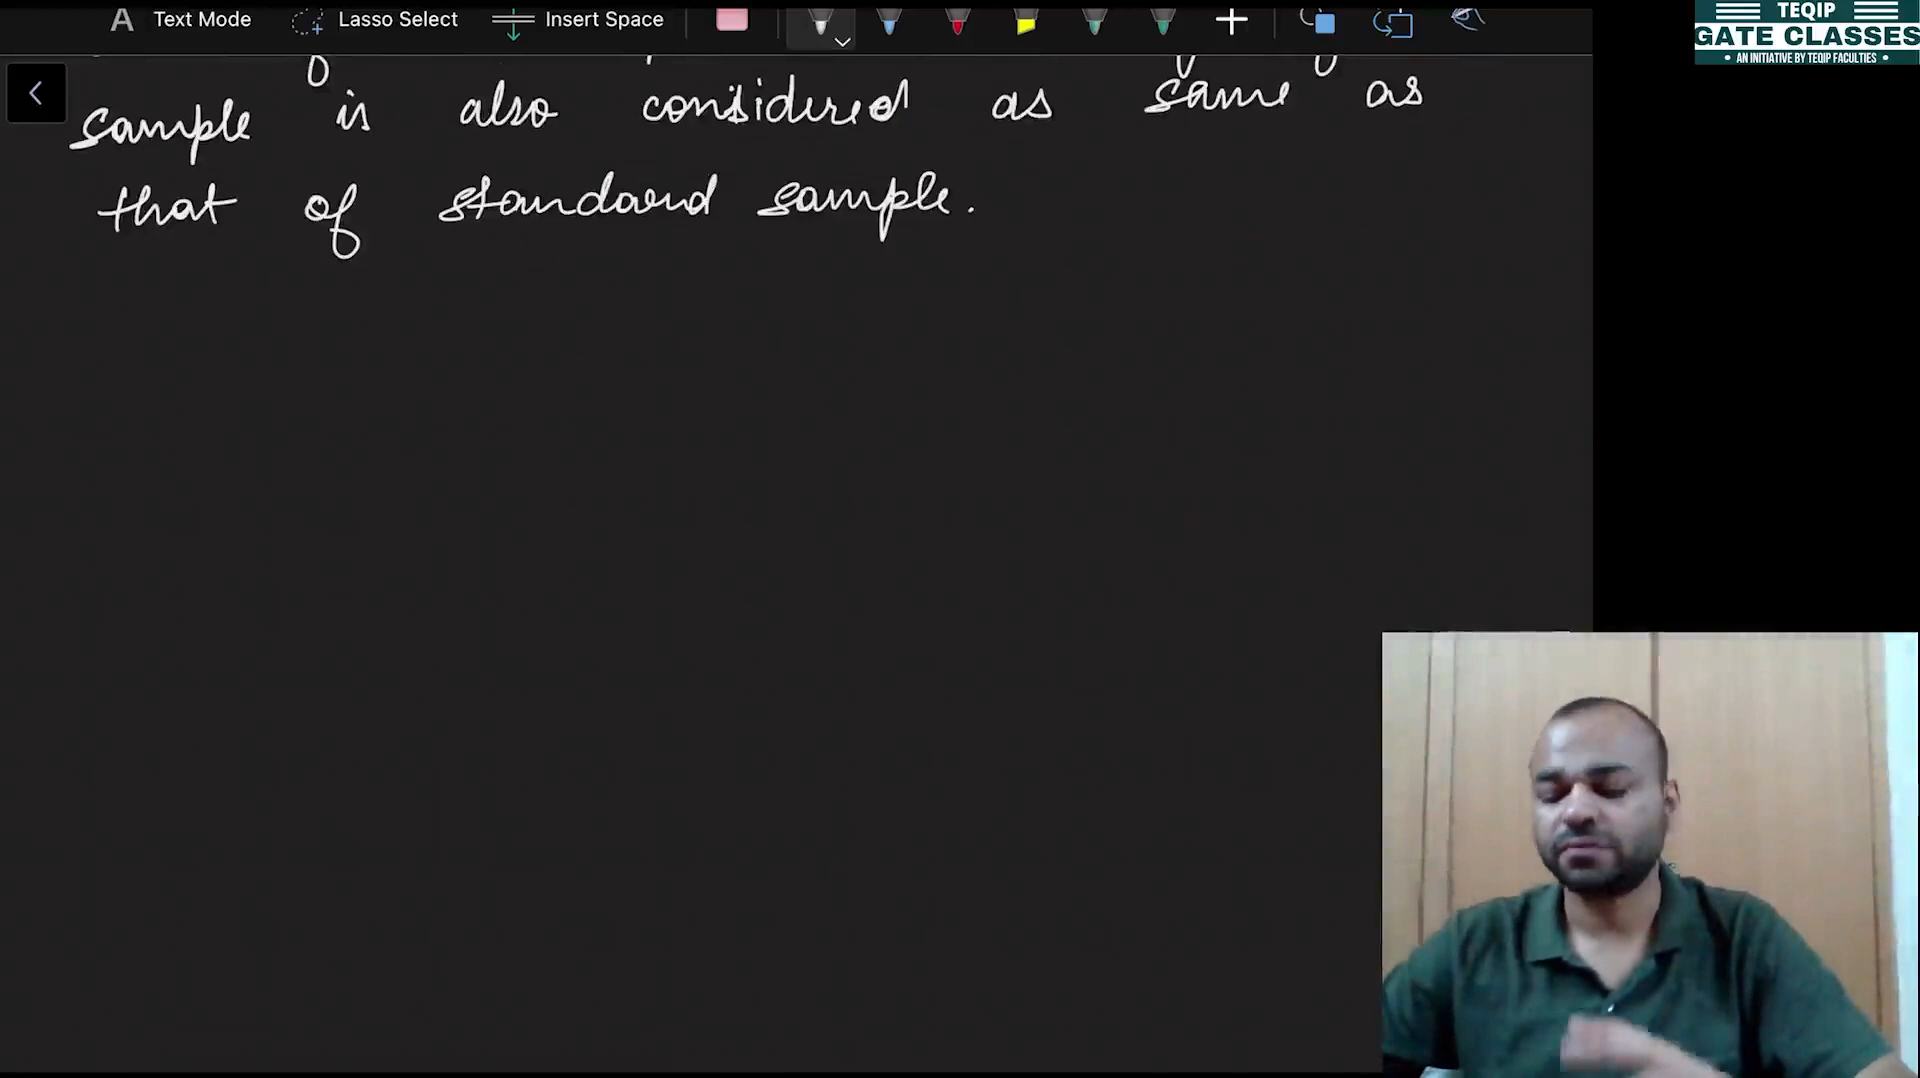 Text Mode Lasso Select Insert Space
TEQIP
GATE CLASSES
• AN INITIATIVE BY TEQIP FACULTIES •
sample is also considered as same as
that of standard sample.